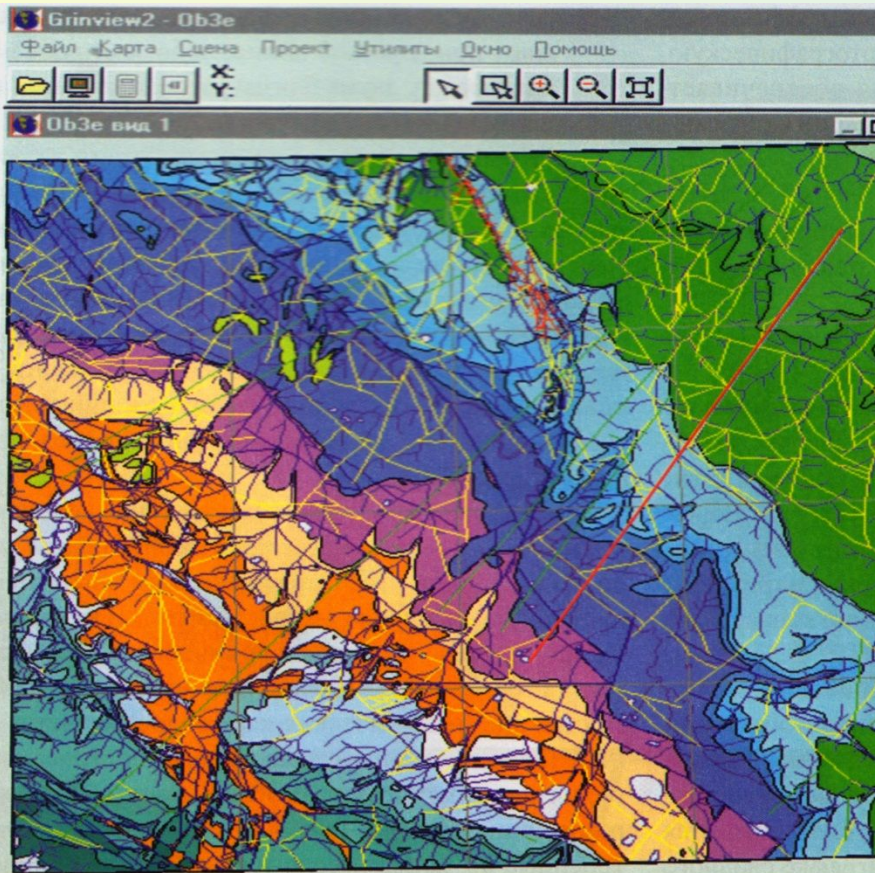 Grinview2 - Ob3e
Файл Карта Сцена Проект Утилиты Окно Помощь
X:
Y:
Ob3e вид 1